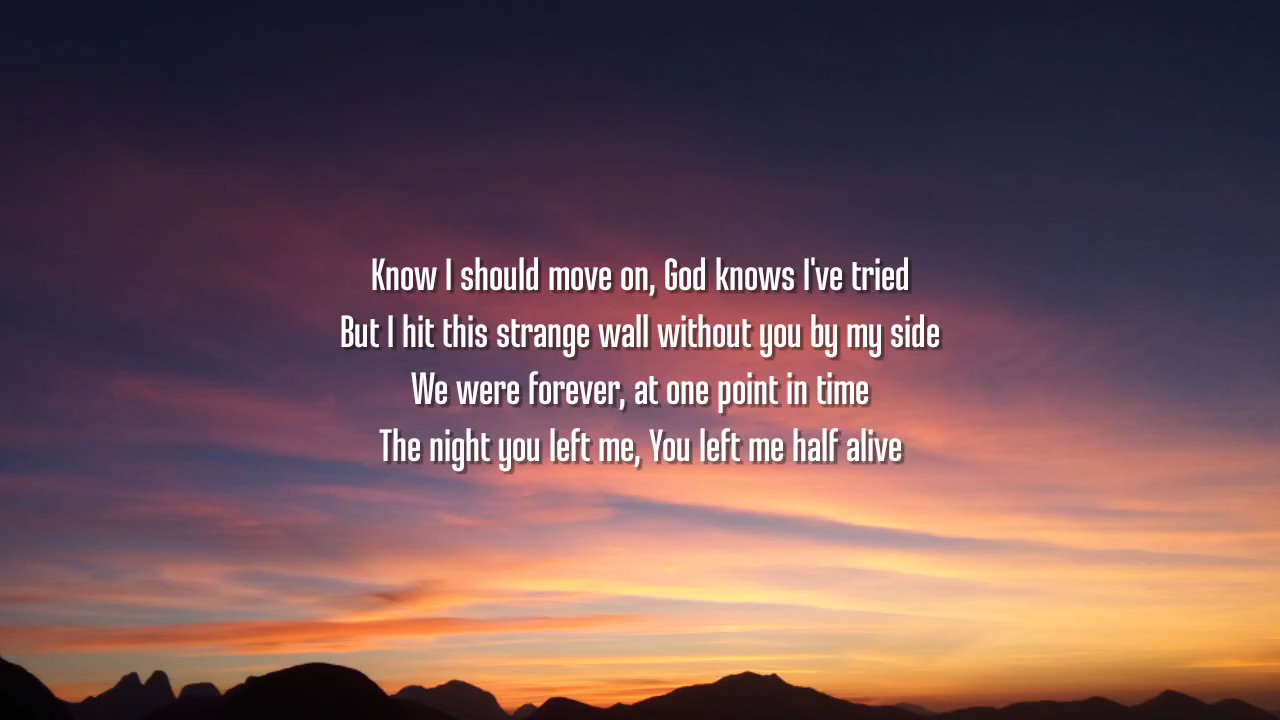 Know I should move on, God knows I've tried
But I hit this strange wall without you by my side
We were forever, at one point in time
The night you left me, You left me half alive